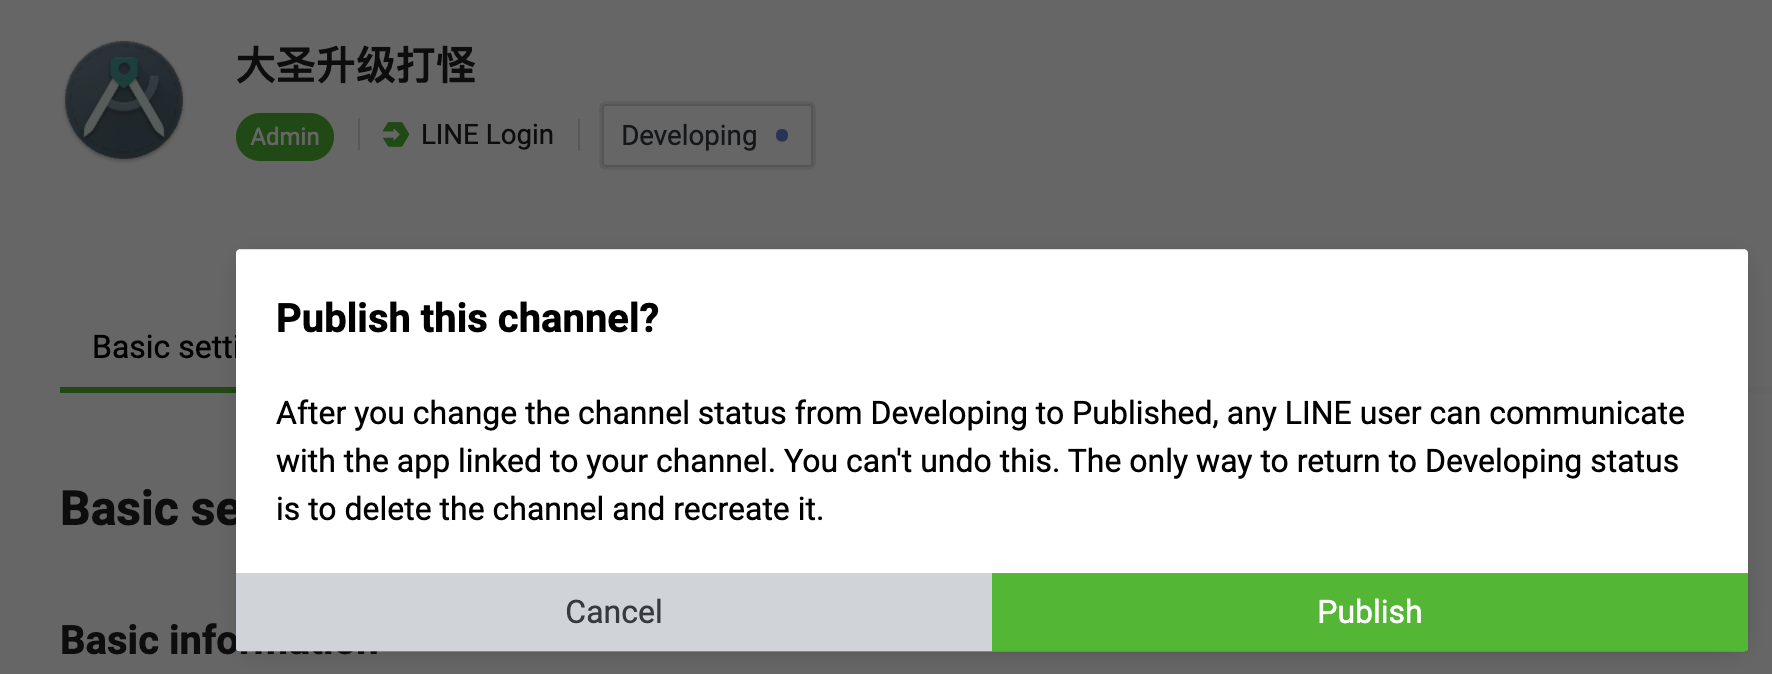 大圣升级打怪
Admin
LINE Login
Developing
Publish this channel?
Basic setti
After you change the channel status from Developing to Published, any LINE user can communicate
with the app linked to your channel. You can't undo this. The only way to return to Developing status
is to delete the channel and recreate it.
Basic se
Cancel
Publish
Basic information